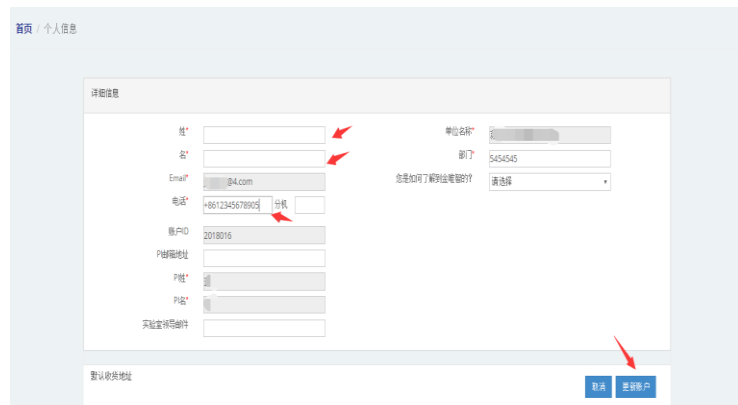 首页 / 个人信息
详细信息
姓*
名*
Email* @4.com
电话* +8612345678905 分机
账户ID 2018016
PI邮箱地址
PI姓*
PI名*
实验室领导邮件
单位名称*
部门* 5454545
您是如何了解到金唯智的? 请选择
默认收货地址
取消 更新账户